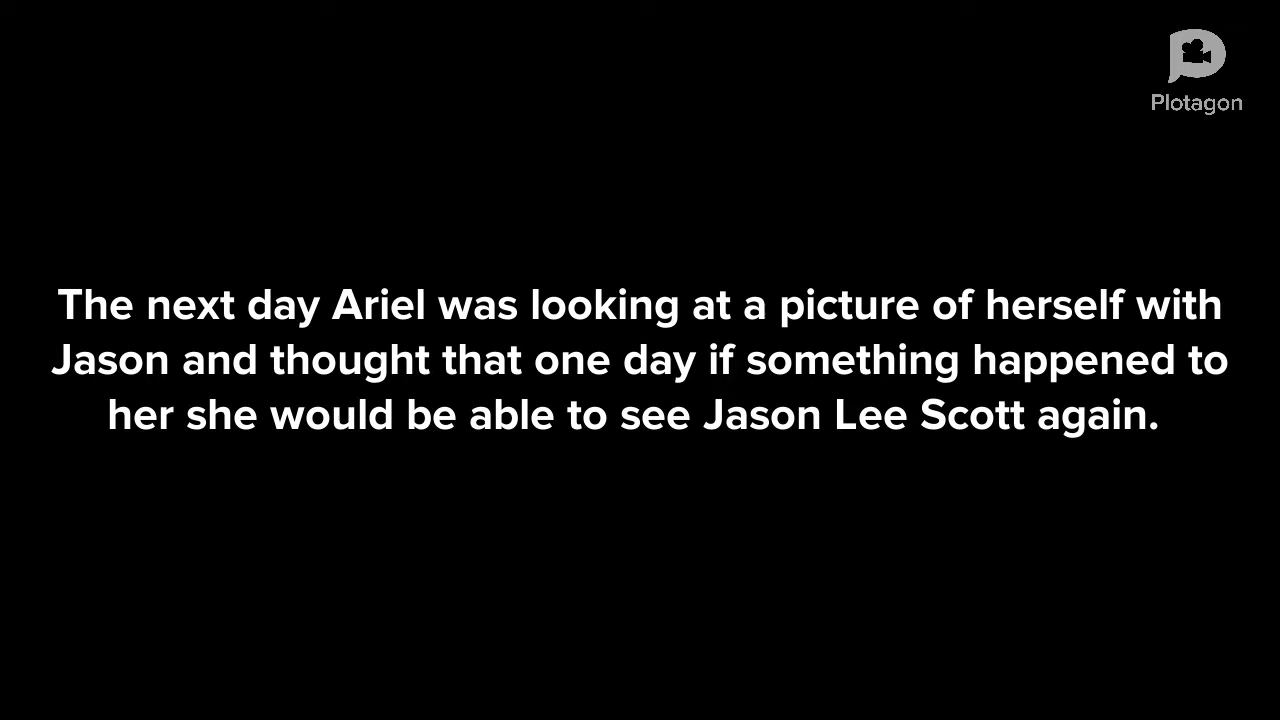 Plotagon
The next day Ariel was looking at a picture of herself with
Jason and thought that one day if something happened to
her she would be able to see Jason Lee Scott again.